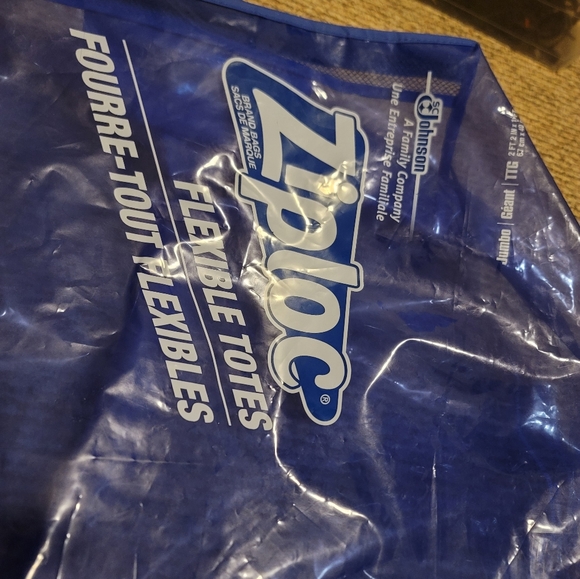 SC Johnson
A Family Company
Une Entreprise Familiale
Ziploc®
BRAND BAGS
SACS DE MARQUE
FLEXIBLE TOTES
FOURRE-TOUT FLEXIBLES
Jumbo | Géant | TTG